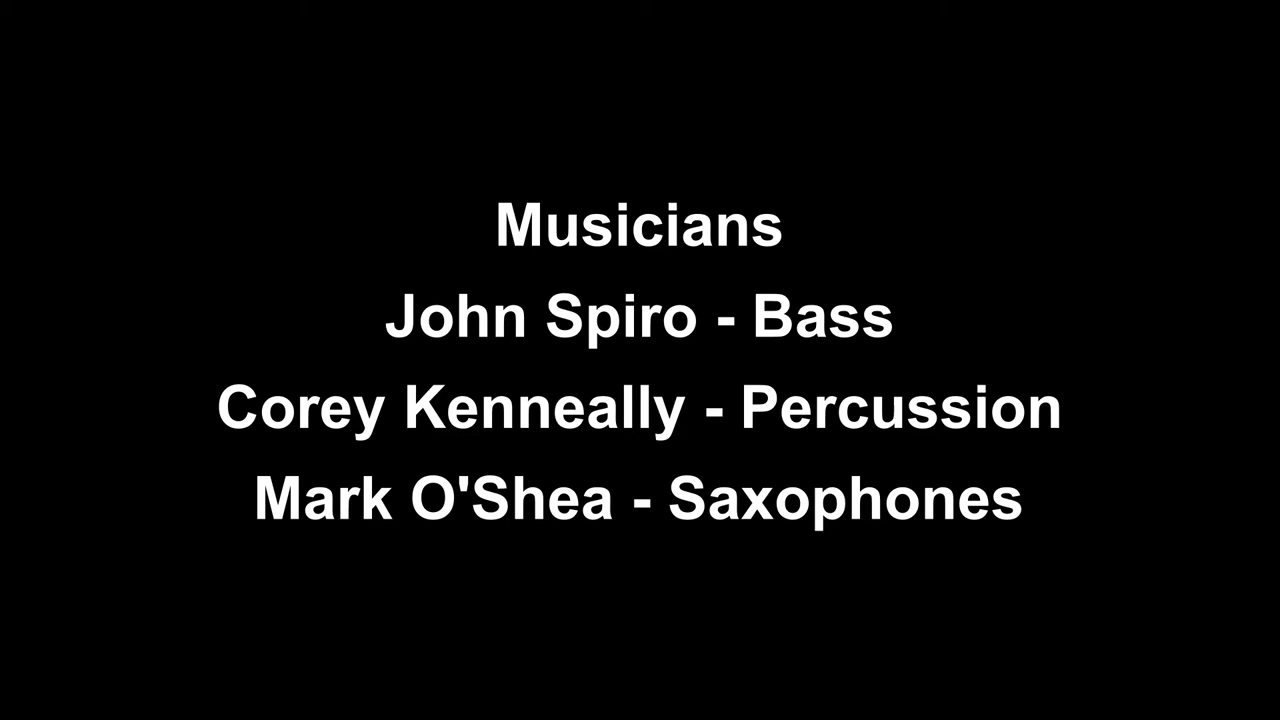 Musicians
John Spiro - Bass
Corey Kenneally - Percussion
Mark O'Shea - Saxophones